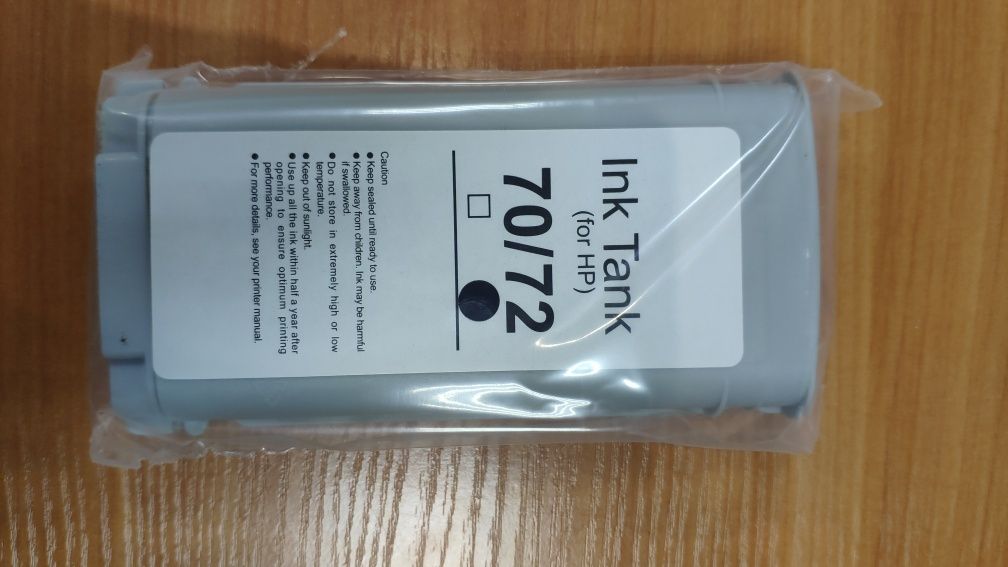 Ink Tank
(for HP)
70/72
Caution
● Keep sealed until ready to use.
● Keep away from children. Ink may be harmful
if swallowed.
● Do not store in extremely high or low
temperature.
● Keep out of sunlight.
● Use up all the ink within half a year after
opening to ensure optimum printing
performance.
● For more details, see your printer manual.